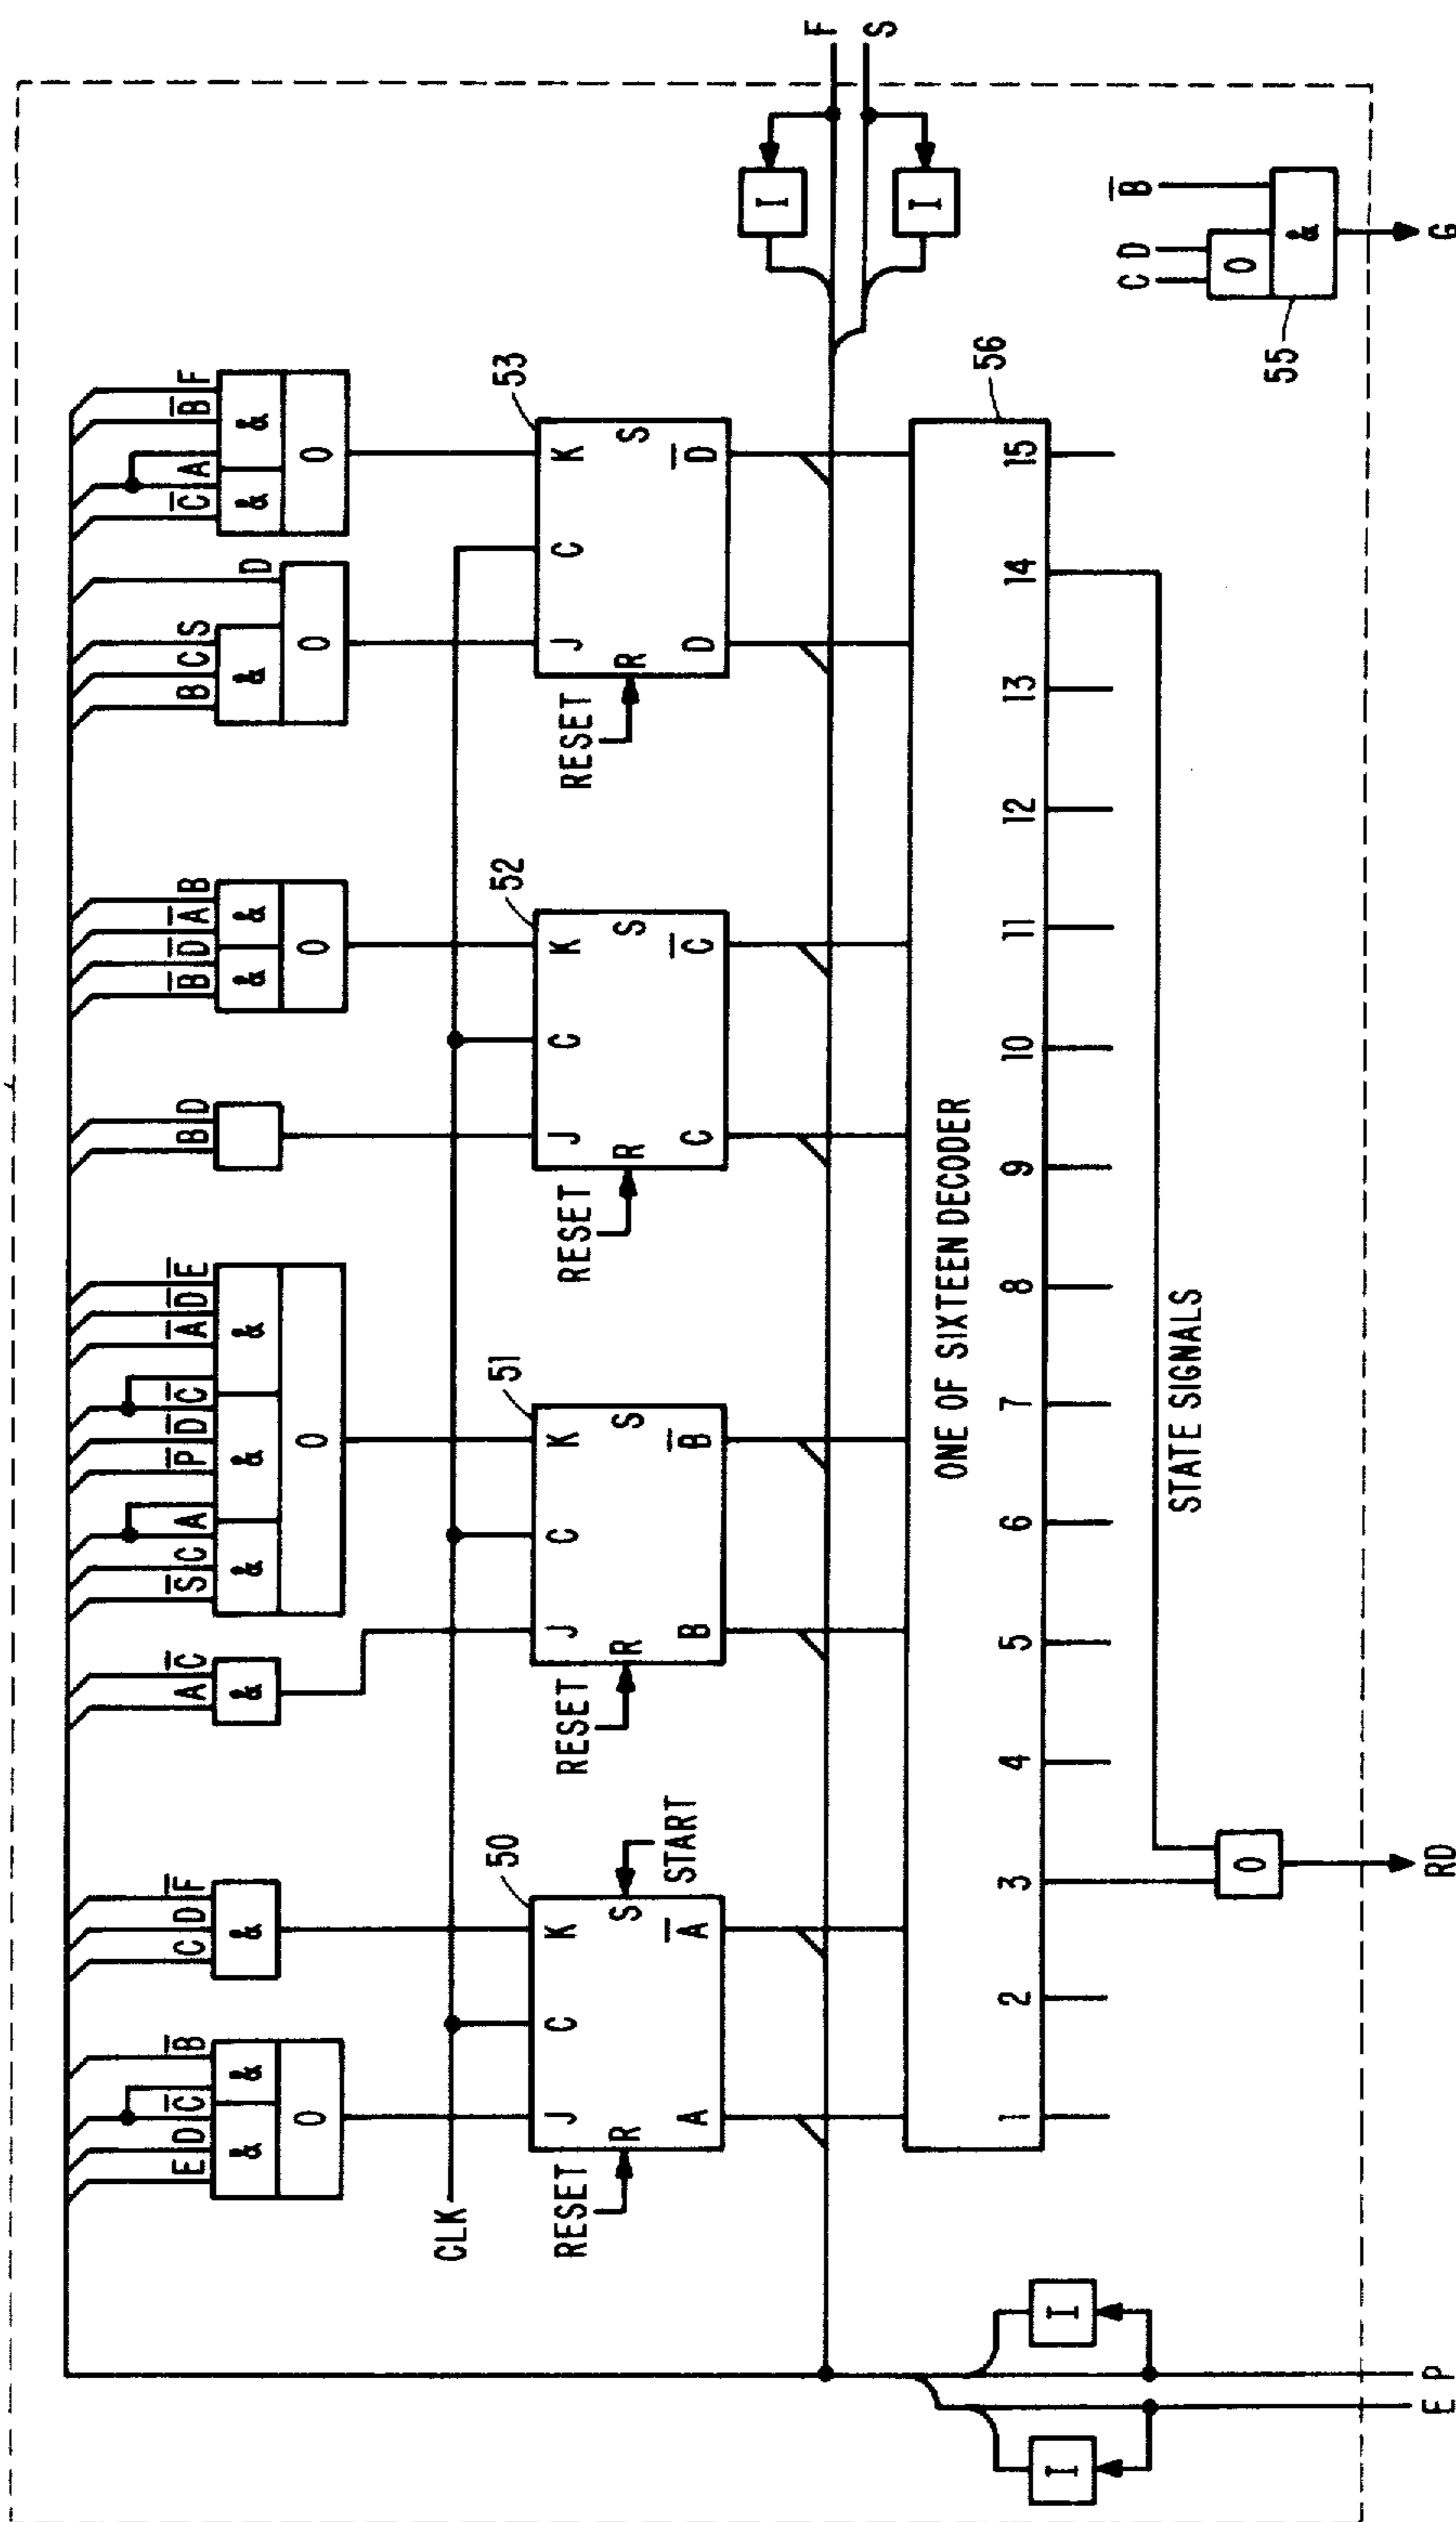 E D C̅ B̅ C D F̅ A C̅ S̅ C A P̅ D̅ C̅ A̅ D̅ E̅ B D B̅ D̅ A̅ B B C S D C̅ A B̅ F
& & & & & & & & & & & &
O O O O O
CLK
50 51 52 53
J C K J C K J C K J C K
R S R S R S R S
RESET START RESET RESET RESET
A A̅ B B̅ C C̅ D D̅
I F
S
I
ONE OF SIXTEEN DECODER 56
1 2 3 4 5 6 7 8 9 10 11 12 13 14 15
I I
STATE SIGNALS
C D B̅
O
O &
55
E P RD G